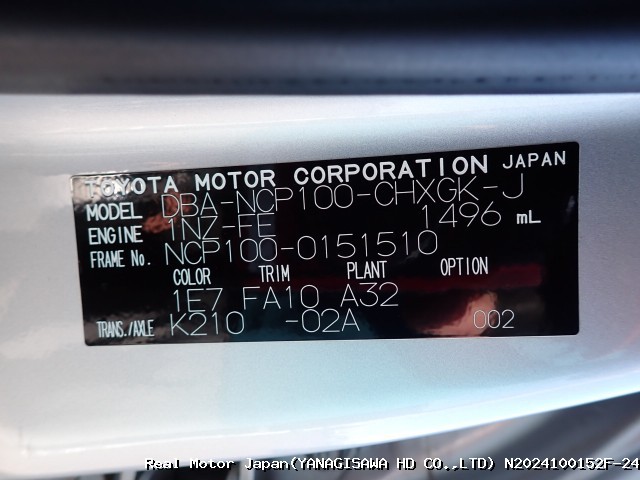 TOYOTA MOTOR CORPORATION JAPAN
MODEL DBA-NCP100-CHXGK-J
ENGINE 1NZ-FE 1496 mL
FRAME No. NCP100-0151510
COLOR TRIM PLANT OPTION
1E7 FA10 A32
TRANS./AXLE K210 -02A 002
Real Motor Japan(YANAGISAWA HD CO.,LTD) N2024100152F-24